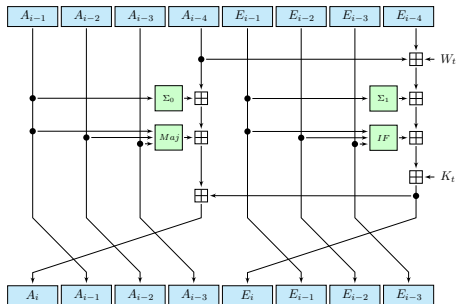 A_{i-1} A_{i-2} A_{i-3} A_{i-4} E_{i-1} E_{i-2} E_{i-3} E_{i-4}
W_t
Σ_0 Σ_1
Maj IF
K_t
A_i A_{i-1} A_{i-2} A_{i-3} E_i E_{i-1} E_{i-2} E_{i-3}